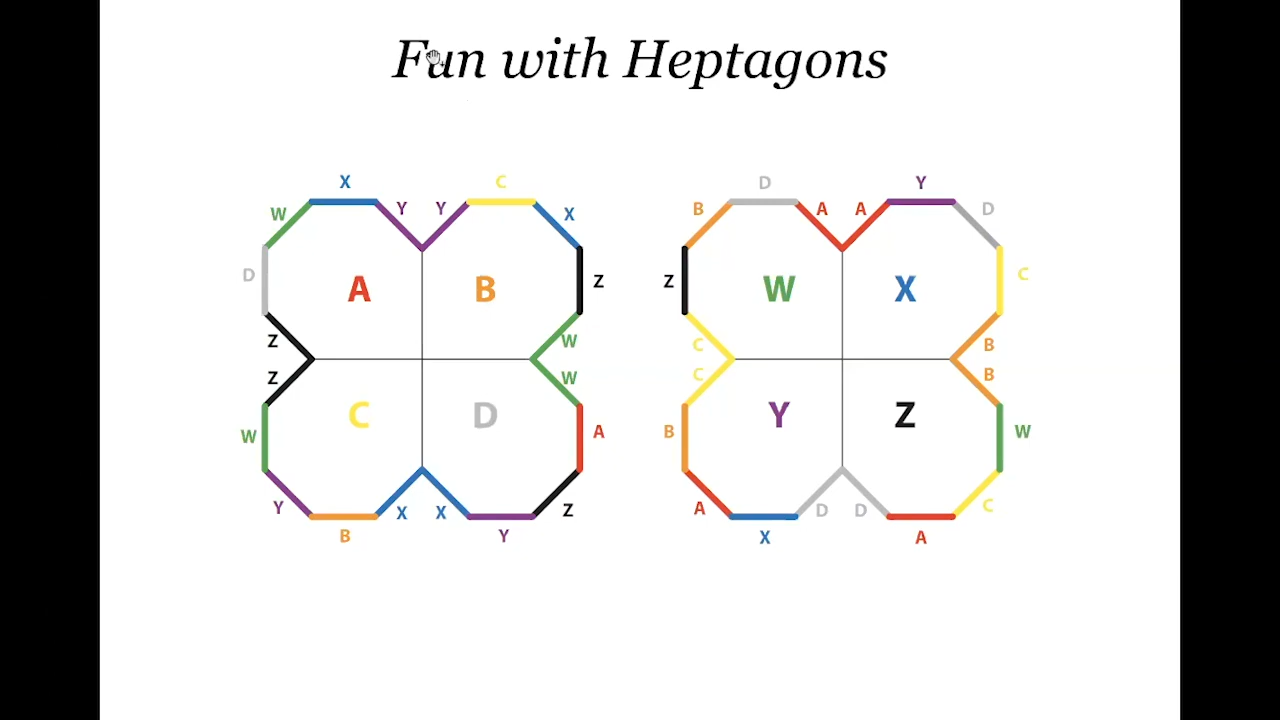 Fun with Heptagons
X Y Y C D A A Y
W X B D
D A B Z Z W X C
Z W C B
Z W C B
W C D A B Y Z W
Y X X Z A D D C
B Y X A